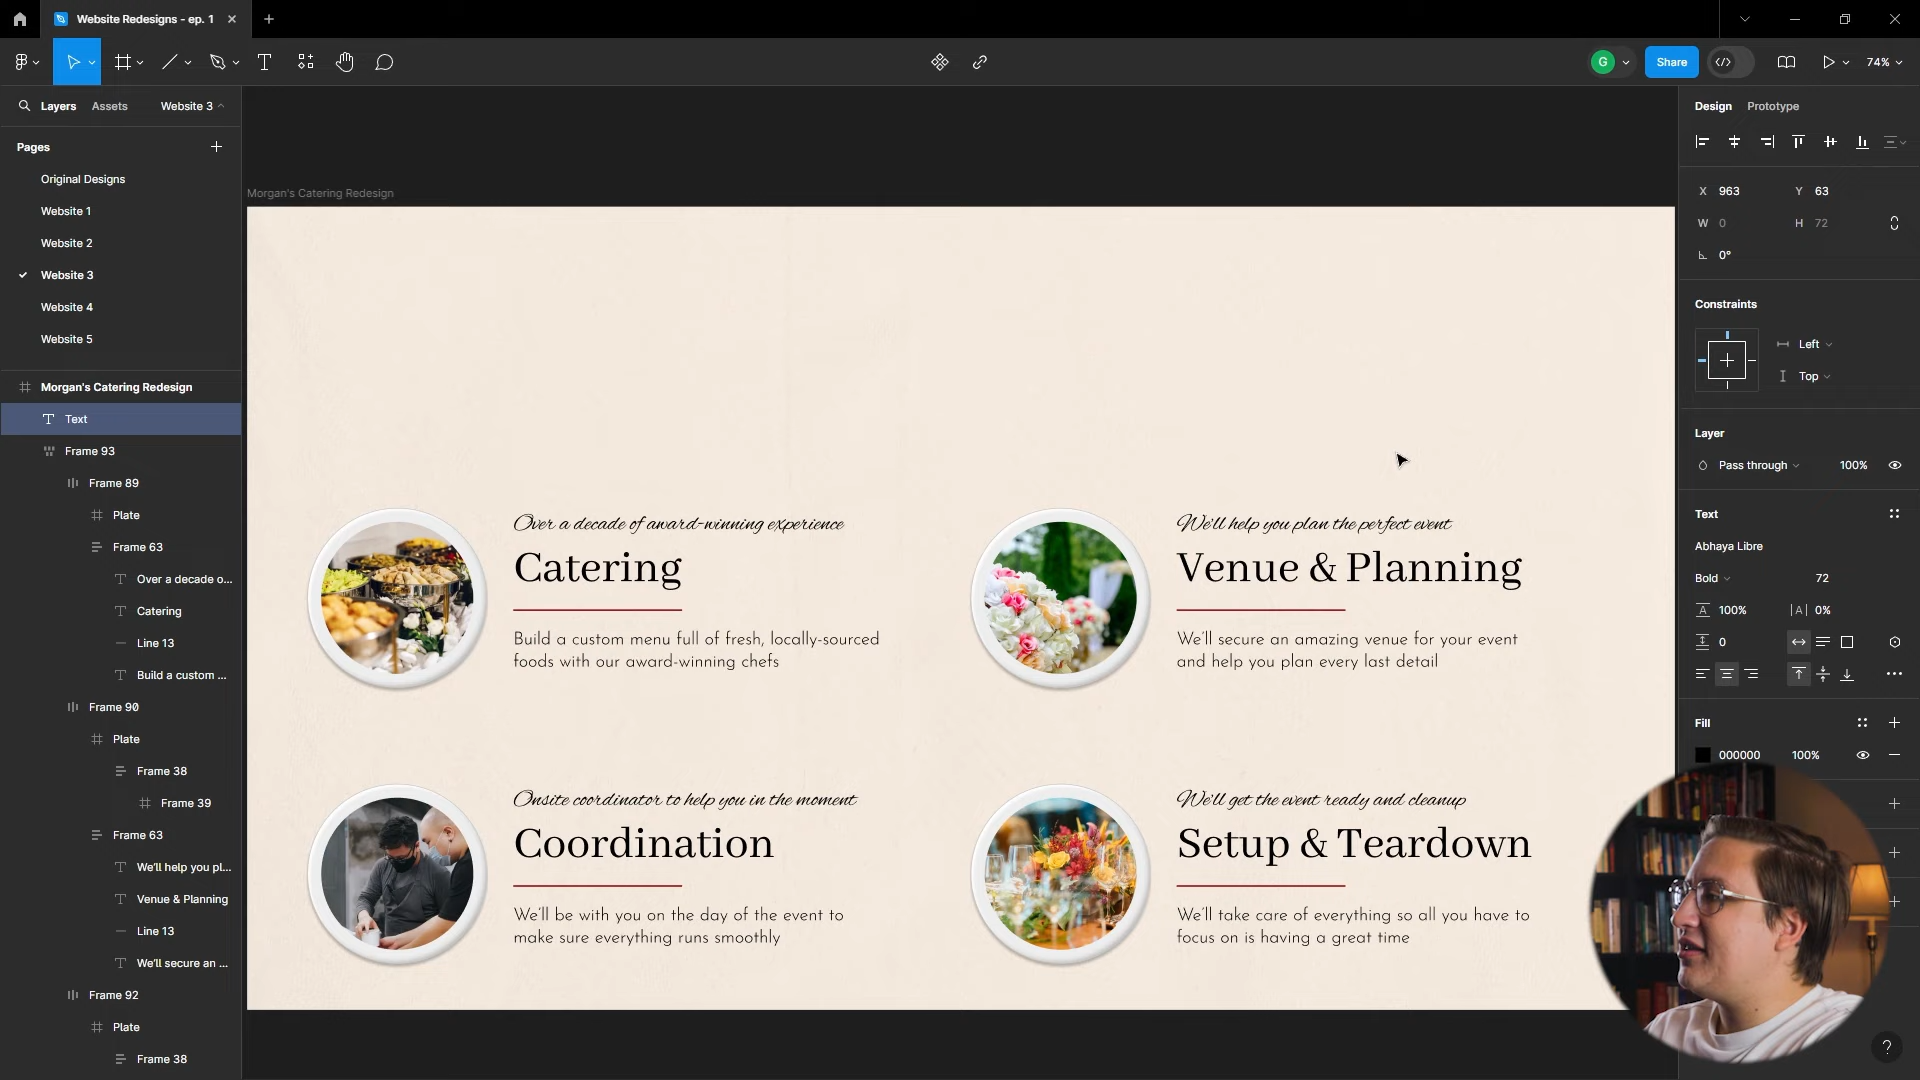 Website Redesigns - ep. 1
G
Share
74%
Layers
Assets
Website 3
Design
Prototype
Pages
Original Designs
Website 1
Website 2
Website 3
Website 4
Website 5
Morgan's Catering Redesign
Text
Frame 93
Frame 89
Plate
Frame 63
Over a decade o...
Catering
Line 13
Build a custom ...
Frame 90
Plate
Frame 38
Frame 39
Frame 63
We'll help you pl...
Venue & Planning
Line 13
We'll secure an ...
Frame 92
Plate
Frame 38
Morgan's Catering Redesign
Over a decade of award-winning experience
Catering
Build a custom menu full of fresh, locally-sourced
foods with our award-winning chefs
We'll help you plan the perfect event
Venue & Planning
We'll secure an amazing venue for your event
and help you plan every last detail
Onsite coordinator to help you in the moment
Coordination
We'll be with you on the day of the event to
make sure everything runs smoothly
We'll get the event ready and cleanup
Setup & Teardown
We'll take care of everything so all you have to
focus on is having a great time
X 963 Y 63
W 0 H 72
0°
Constraints
Left
Top
Layer
Pass through 100%
Text
Abhaya Libre
Bold 72
100% |A| 0%
0
Fill
000000 100%
?